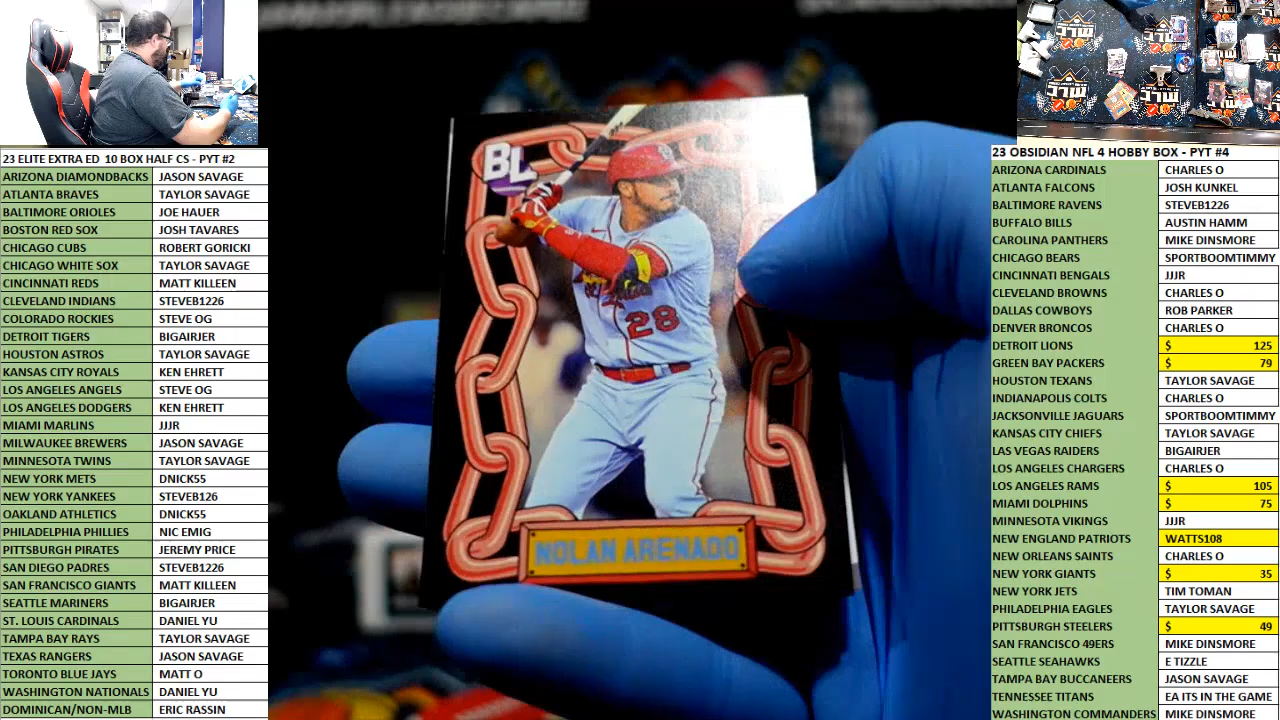 23 ELITE EXTRA ED 10 BOX HALF CS - PYT #2
ARIZONA DIAMONDBACKS JASON SAVAGE
ATLANTA BRAVES TAYLOR SAVAGE
BALTIMORE ORIOLES JOE HAUER
BOSTON RED SOX JOSH TAVARES
CHICAGO CUBS ROBERT GORICKI
CHICAGO WHITE SOX TAYLOR SAVAGE
CINCINNATI REDS MATT KILLEEN
CLEVELAND INDIANS STEVEB1226
COLORADO ROCKIES STEVE OG
DETROIT TIGERS BIGAIRJER
HOUSTON ASTROS TAYLOR SAVAGE
KANSAS CITY ROYALS KEN EHRETT
LOS ANGELES ANGELS STEVE OG
LOS ANGELES DODGERS KEN EHRETT
MIAMI MARLINS JJJR
MILWAUKEE BREWERS JASON SAVAGE
MINNESOTA TWINS TAYLOR SAVAGE
NEW YORK METS DNICK55
NEW YORK YANKEES STEVEB126
OAKLAND ATHLETICS DNICK55
PHILADELPHIA PHILLIES NIC EMIG
PITTSBURGH PIRATES JEREMY PRICE
SAN DIEGO PADRES STEVEB1226
SAN FRANCISCO GIANTS MATT KILLEEN
SEATTLE MARINERS BIGAIRJER
ST. LOUIS CARDINALS DANIEL YU
TAMPA BAY RAYS TAYLOR SAVAGE
TEXAS RANGERS JASON SAVAGE
TORONTO BLUE JAYS MATT O
WASHINGTON NATIONALS DANIEL YU
DOMINICAN/NON-MLB ERIC RASSIN
BL
28
NOLAN ARENADO
23 OBSIDIAN NFL 4 HOBBY BOX - PYT #4
ARIZONA CARDINALS CHARLES O
ATLANTA FALCONS JOSH KUNKEL
BALTIMORE RAVENS STEVEB1226
BUFFALO BILLS AUSTIN HAMM
CAROLINA PANTHERS MIKE DINSMORE
CHICAGO BEARS SPORTBOOMTIMMY
CINCINNATI BENGALS JJJR
CLEVELAND BROWNS CHARLES O
DALLAS COWBOYS ROB PARKER
DENVER BRONCOS CHARLES O
DETROIT LIONS $ 125
GREEN BAY PACKERS $ 79
HOUSTON TEXANS TAYLOR SAVAGE
INDIANAPOLIS COLTS CHARLES O
JACKSONVILLE JAGUARS SPORTBOOMTIMMY
KANSAS CITY CHIEFS TAYLOR SAVAGE
LAS VEGAS RAIDERS BIGAIRJER
LOS ANGELES CHARGERS CHARLES O
LOS ANGELES RAMS $ 105
MIAMI DOLPHINS $ 75
MINNESOTA VIKINGS JJJR
NEW ENGLAND PATRIOTS WATTS108
NEW ORLEANS SAINTS CHARLES O
NEW YORK GIANTS $ 35
NEW YORK JETS TIM TOMAN
PHILADELPHIA EAGLES TAYLOR SAVAGE
PITTSBURGH STEELERS $ 49
SAN FRANCISCO 49ERS MIKE DINSMORE
SEATTLE SEAHAWKS E TIZZLE
TAMPA BAY BUCCANEERS JASON SAVAGE
TENNESSEE TITANS EA ITS IN THE GAME
WASHINGTON COMMANDERS MIKE DINSMORE